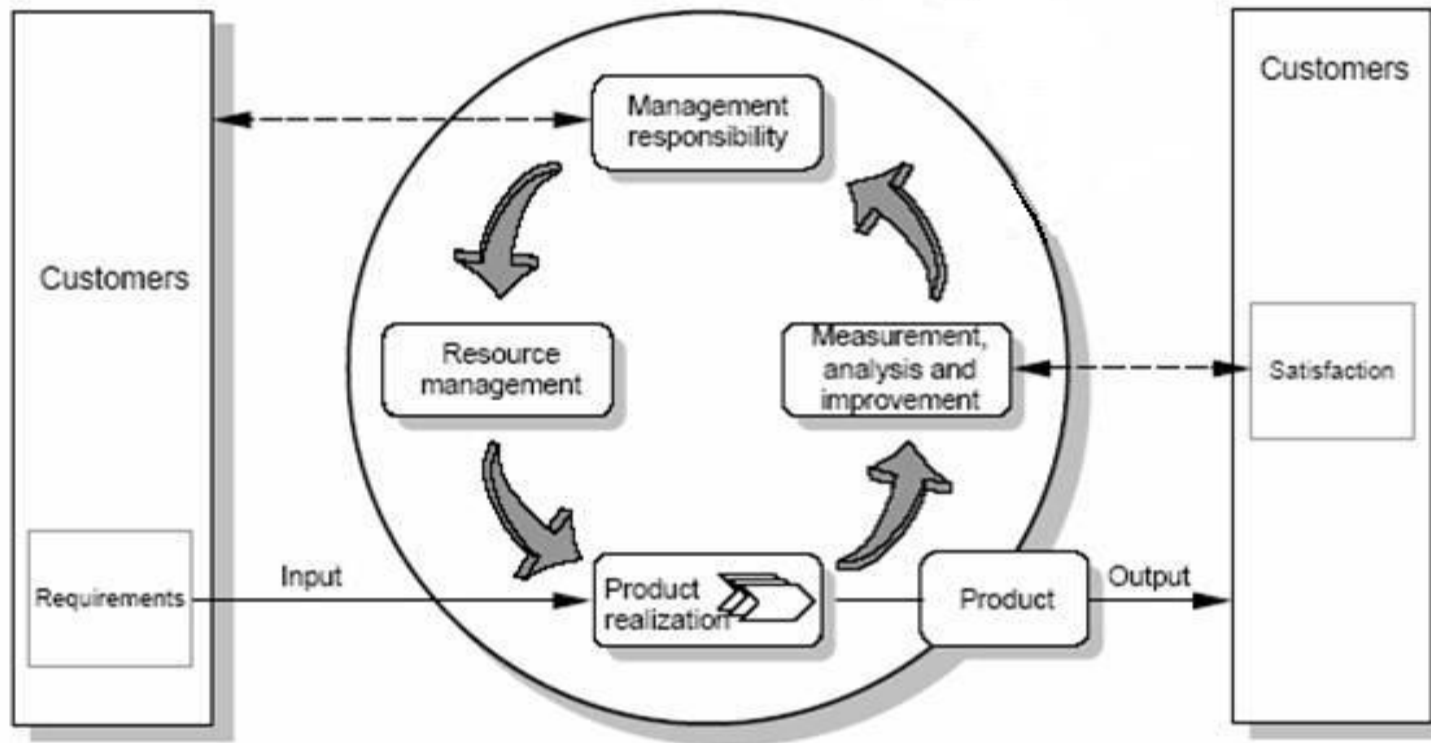 Customers
Requirements
Input
Management
responsibility
Resource
management
Product
realization
Measurement,
analysis and
improvement
Product
Output
Customers
Satisfaction